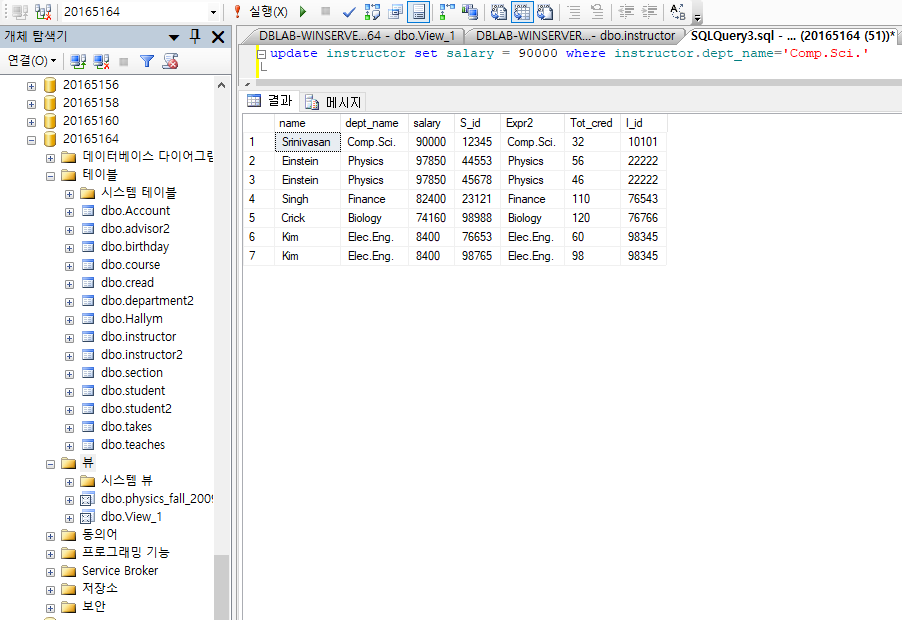 20164164
실행(X)
개체 탐색기
연결(O)
20165156
20165158
20165160
20165164
데이터베이스 다이어그램
테이블
시스템 테이블
dbo.Account
dbo.advisor2
dbo.birthday
dbo.course
dbo.cread
dbo.department2
dbo.Hallym
dbo.instructor
dbo.instructor2
dbo.section
dbo.student
dbo.student2
dbo.takes
dbo.teaches
뷰
시스템 뷰
dbo.physics_fall_2009
dbo.View_1
동의어
프로그래밍 기능
Service Broker
저장소
보안
DBLAB-WINSERVE...64 - dbo.View_1 DBLAB-WINSERVER...- dbo.instructor SQLQuery3.sql - ... (20165164 (51))*
update instructor set salary = 90000 where instructor.dept_name='Comp.Sci.'
결과 메시지
name dept_name salary S_id Expr2 Tot_cred I_id
1 Srinivasan Comp.Sci. 90000 12345 Comp.Sci. 32 10101
2 Einstein Physics 97850 44553 Physics 56 22222
3 Einstein Physics 97850 45678 Physics 46 22222
4 Singh Finance 82400 23121 Finance 110 76543
5 Crick Biology 74160 98988 Biology 120 76766
6 Kim Elec.Eng. 8400 76653 Elec.Eng. 60 98345
7 Kim Elec.Eng. 8400 98765 Elec.Eng. 98 98345